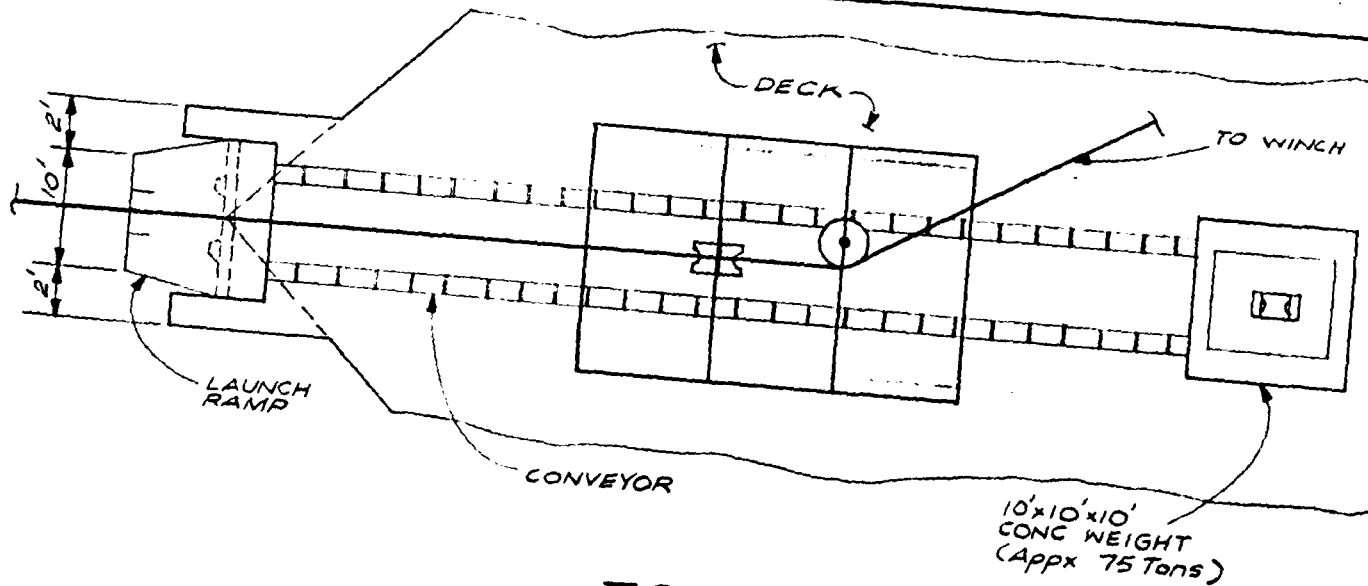 DECK
TO WINCH
2'
10'
2'
LAUNCH
RAMP
CONVEYOR
10'x10'x10'
CONC WEIGHT
(Appx 75 Tons)